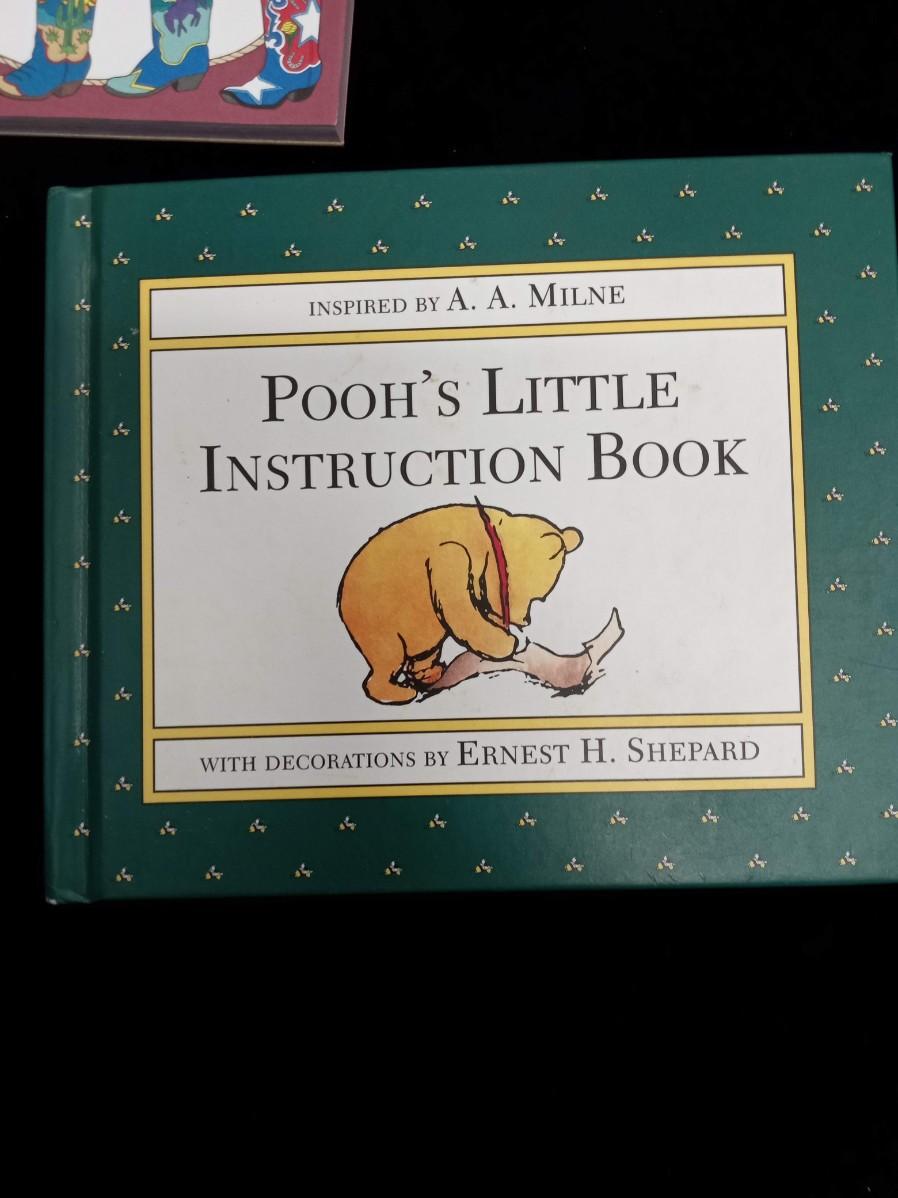 INSPIRED BY A. A. MILNE
POOH'S LITTLE
INSTRUCTION BOOK
WITH DECORATIONS BY ERNEST H. SHEPARD